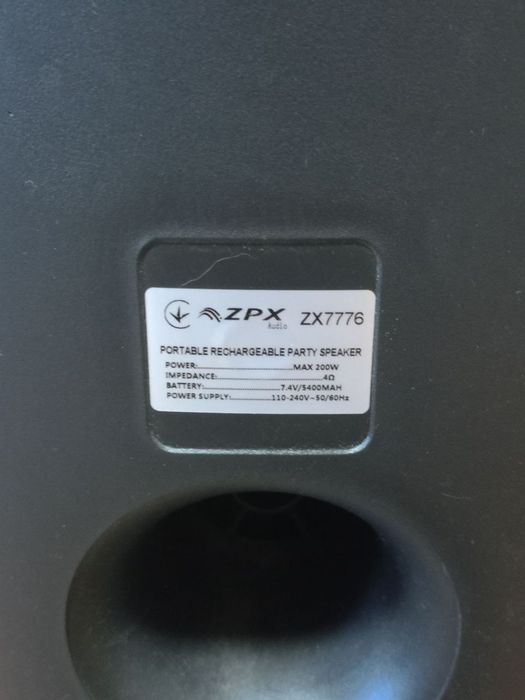 ZPX Audio ZX7776
PORTABLE RECHARGEABLE PARTY SPEAKER
POWER:........................MAX 200W
IMPEDANCE:..............................4Ω
BATTERY:........................7.4V/5400MAH
POWER SUPPLY:............110-240V~50/60Hz